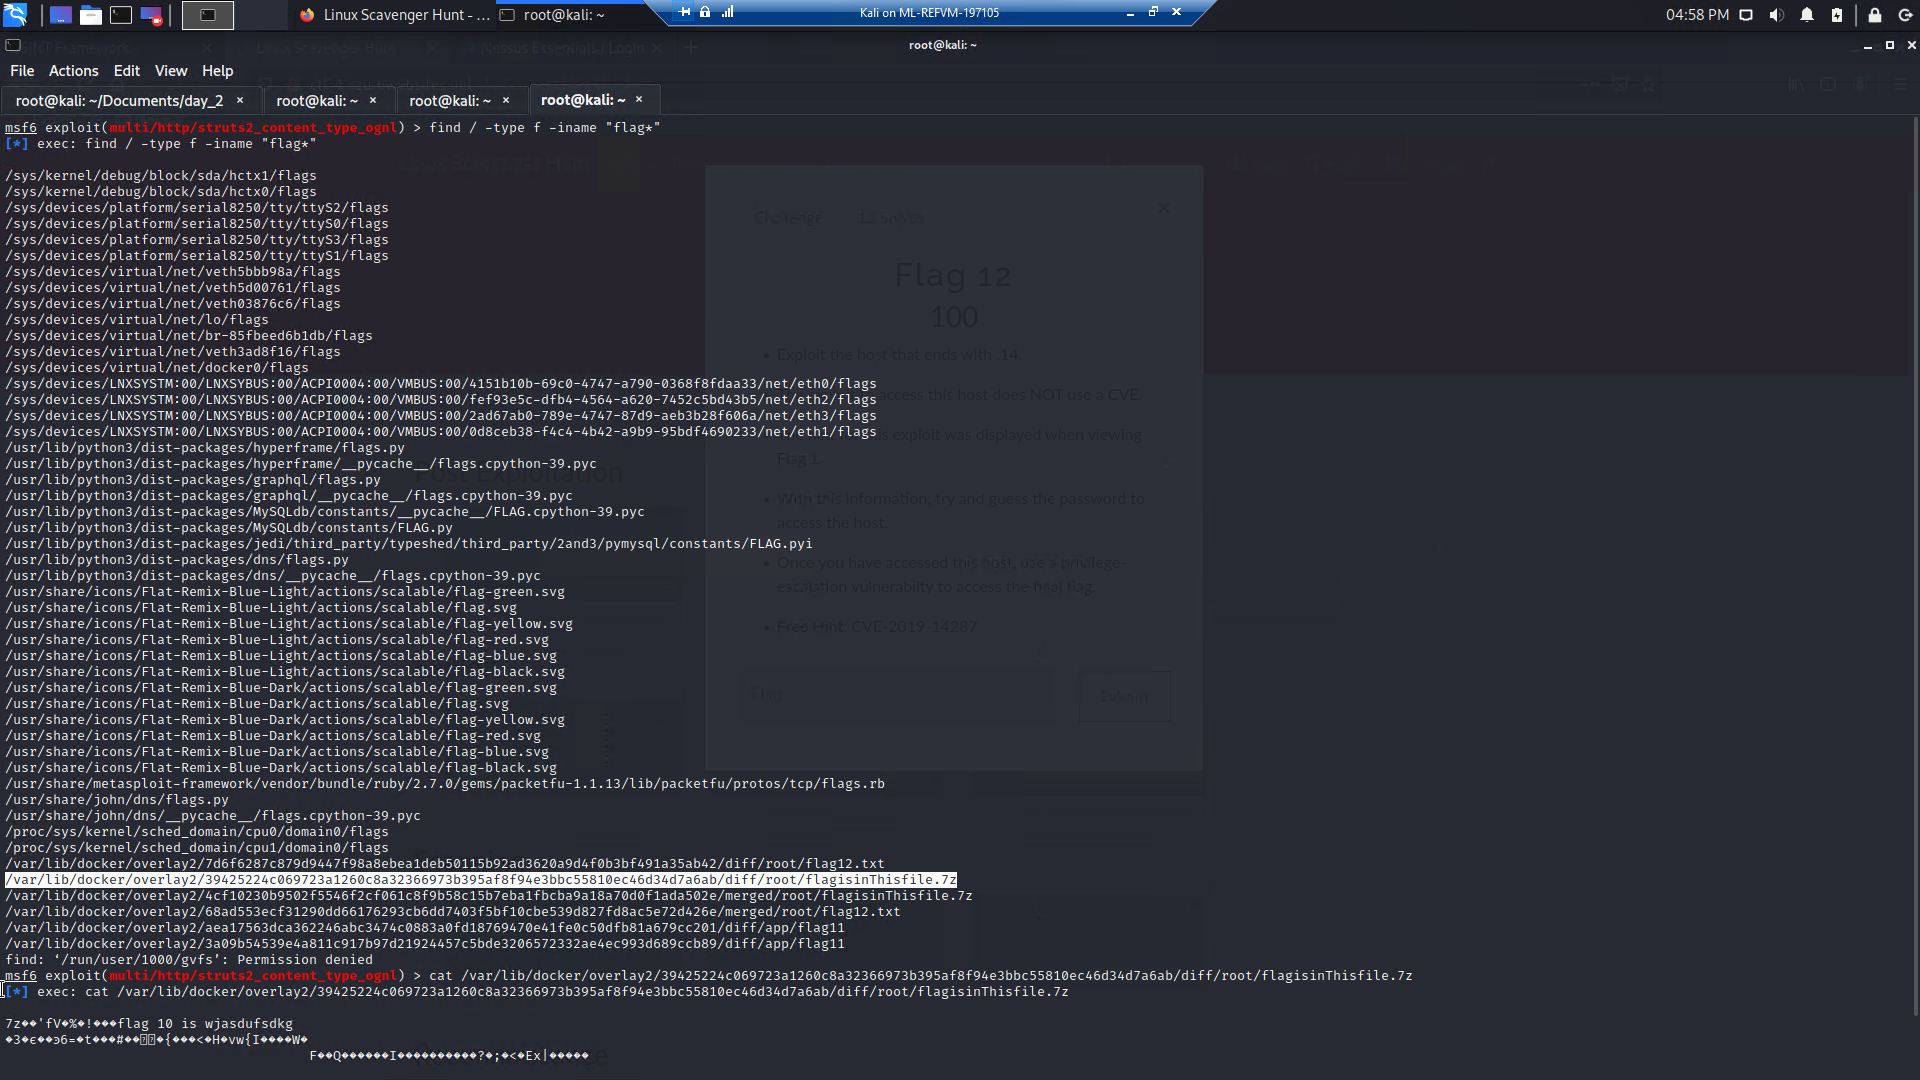 Linux Scavenger Hunt - ...
root@kali: ~
Kali on ML-REFVM-197105
04:58 PM
root@kali: ~
File Actions Edit View Help
root@kali: ~/Documents/day_2 × root@kali: ~ × root@kali: ~ × root@kali: ~ ×
msf6 exploit(multi/http/struts2_content_type_ognl) > find / -type f -iname "flag*"
[*] exec: find / -type f -iname "flag*"
/sys/kernel/debug/block/sda/hctx1/flags
/sys/kernel/debug/block/sda/hctx0/flags
/sys/devices/platform/serial8250/tty/ttyS2/flags
/sys/devices/platform/serial8250/tty/ttyS0/flags
/sys/devices/platform/serial8250/tty/ttyS3/flags
/sys/devices/platform/serial8250/tty/ttyS1/flags
/sys/devices/virtual/net/veth5bbb98a/flags
/sys/devices/virtual/net/veth5d00761/flags
/sys/devices/virtual/net/veth03876c6/flags
/sys/devices/virtual/net/lo/flags
/sys/devices/virtual/net/br-85fbeed6b1db/flags
/sys/devices/virtual/net/veth3ad8f16/flags
/sys/devices/virtual/net/docker0/flags
/sys/devices/LNXSYSTM:00/LNXSYBUS:00/ACPI0004:00/VMBUS:00/4151b10b-69c0-4747-a790-0368f8fdaa33/net/eth0/flags
/sys/devices/LNXSYSTM:00/LNXSYBUS:00/ACPI0004:00/VMBUS:00/fef93e5c-dfb4-4564-a620-7452c5bd43b5/net/eth2/flags
/sys/devices/LNXSYSTM:00/LNXSYBUS:00/ACPI0004:00/VMBUS:00/2ad67ab0-789e-4747-87d9-aeb3b28f606a/net/eth3/flags
/sys/devices/LNXSYSTM:00/LNXSYBUS:00/ACPI0004:00/VMBUS:00/0d8ceb38-f4c4-4b42-a9b9-95bdf4690233/net/eth1/flags
/usr/lib/python3/dist-packages/hyperframe/flags.py
/usr/lib/python3/dist-packages/hyperframe/__pycache__/flags.cpython-39.pyc
/usr/lib/python3/dist-packages/graphql/flags.py
/usr/lib/python3/dist-packages/graphql/__pycache__/flags.cpython-39.pyc
/usr/lib/python3/dist-packages/MySQLdb/constants/__pycache__/FLAG.cpython-39.pyc
/usr/lib/python3/dist-packages/MySQLdb/constants/FLAG.py
/usr/lib/python3/dist-packages/jedi/third_party/typeshed/third_party/2and3/pymysql/constants/FLAG.pyi
/usr/lib/python3/dist-packages/dns/flags.py
/usr/lib/python3/dist-packages/dns/__pycache__/flags.cpython-39.pyc
/usr/share/icons/Flat-Remix-Blue-Light/actions/scalable/flag-green.svg
/usr/share/icons/Flat-Remix-Blue-Light/actions/scalable/flag.svg
/usr/share/icons/Flat-Remix-Blue-Light/actions/scalable/flag-yellow.svg
/usr/share/icons/Flat-Remix-Blue-Light/actions/scalable/flag-red.svg
/usr/share/icons/Flat-Remix-Blue-Light/actions/scalable/flag-blue.svg
/usr/share/icons/Flat-Remix-Blue-Light/actions/scalable/flag-black.svg
/usr/share/icons/Flat-Remix-Blue-Dark/actions/scalable/flag-green.svg
/usr/share/icons/Flat-Remix-Blue-Dark/actions/scalable/flag.svg
/usr/share/icons/Flat-Remix-Blue-Dark/actions/scalable/flag-yellow.svg
/usr/share/icons/Flat-Remix-Blue-Dark/actions/scalable/flag-red.svg
/usr/share/icons/Flat-Remix-Blue-Dark/actions/scalable/flag-blue.svg
/usr/share/icons/Flat-Remix-Blue-Dark/actions/scalable/flag-black.svg
/usr/share/metasploit-framework/vendor/bundle/ruby/2.7.0/gems/packetfu-1.1.13/lib/packetfu/protos/tcp/flags.rb
/usr/share/john/dns/flags.py
/usr/share/john/dns/__pycache__/flags.cpython-39.pyc
/proc/sys/kernel/sched_domain/cpu0/domain0/flags
/proc/sys/kernel/sched_domain/cpu1/domain0/flags
/var/lib/docker/overlay2/7d6f6287c879d9447f98a8ebea1deb50115b92ad3620a9d4f0b3bf491a35ab42/diff/root/flag12.txt
/var/lib/docker/overlay2/39425224c069723a1260c8a32366973b395af8f94e3bbc55810ec46d34d7a6ab/diff/root/flagisinThisfile.7z
/var/lib/docker/overlay2/4cf10230b9502f5546f2cf061c8f9b58c15b7eba1fbcba9a18a70d0f1ada502e/merged/root/flagisinThisfile.7z
/var/lib/docker/overlay2/68ad553ecf31290dd66176293cb6dd7403f5bf10cbe539d827fd8ac5e72d426e/merged/root/flag12.txt
/var/lib/docker/overlay2/aea17563dca362246abc3474c0883a0fd18769470e41fe0c50dfb81a679cc201/diff/app/flag11
/var/lib/docker/overlay2/3a09b54539e4a811c917b97d21924457c5bde3206572332ae4ec993d689ccb89/diff/app/flag11
find: ‘/run/user/1000/gvfs’: Permission denied
msf6 exploit(multi/http/struts2_content_type_ognl) > cat /var/lib/docker/overlay2/39425224c069723a1260c8a32366973b395af8f94e3bbc55810ec46d34d7a6ab/diff/root/flagisinThisfile.7z
[*] exec: cat /var/lib/docker/overlay2/39425224c069723a1260c8a32366973b395af8f94e3bbc55810ec46d34d7a6ab/diff/root/flagisinThisfile.7z
7z��'fV�%�!���flag 10 is wjasdufsdkg
�3�є��϶6=�t���#��
F��Q������I����������?�;�<�Ex|�����
Challenge
Flag 12
100
Exploit the host that ends with .14.
access this host does NOT use a CVE.
exploit was displayed when viewing
Flag
With this information, try and guess the password to
access the host.
Once you have accessed this host, use a privilege-
escalation vulnerability to access the final flag.
Free Hint: CVE-2019-14287
Flag
Submit
Post Exploitation